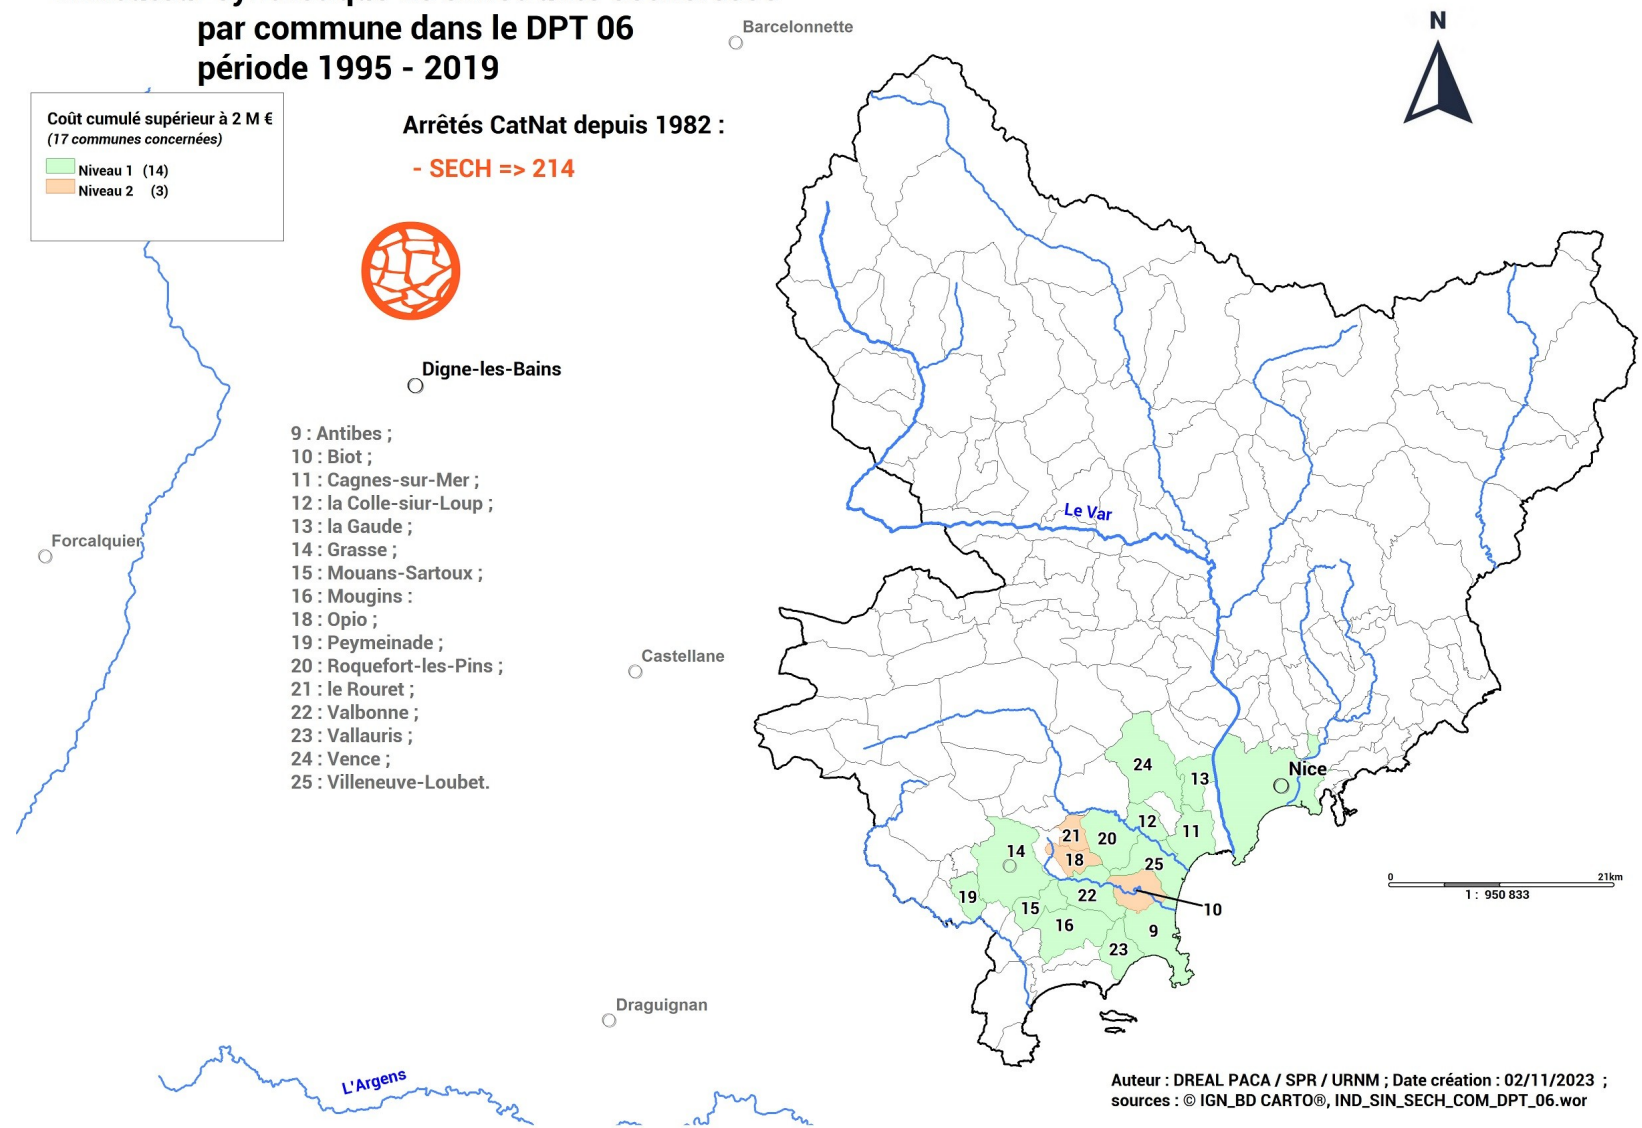 par commune dans le DPT 06
période 1995 - 2019
Barcelonnette
N
Coût cumulé supérieur à 2 M €
(17 communes concernées)
Niveau 1 (14)
Niveau 2 (3)
Arrêtés CatNat depuis 1982 :
- SECH => 214
Digne-les-Bains
9 : Antibes ;
10 : Biot ;
11 : Cagnes-sur-Mer ;
12 : la Colle-siur-Loup ;
13 : la Gaude ;
14 : Grasse ;
15 : Mouans-Sartoux ;
16 : Mougins :
18 : Opio ;
19 : Peymeinade ;
20 : Roquefort-les-Pins ;
21 : le Rouret ;
22 : Valbonne ;
23 : Vallauris ;
24 : Vence ;
25 : Villeneuve-Loubet.
Forcalquier
Castellane
Draguignan
L'Argens
Le Var
Nice
24
13
12
11
21
20
14
18
25
19
22
15
10
16
9
23
0 21km
1 : 950 833
Auteur : DREAL PACA / SPR / URNM ; Date création : 02/11/2023 ;
sources : © IGN_BD CARTO®, IND_SIN_SECH_COM_DPT_06.wor